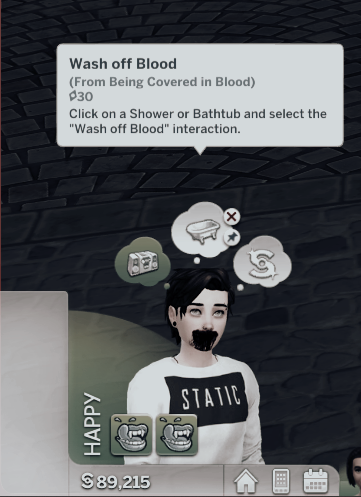 Wash off Blood
(From Being Covered in Blood)
30
Click on a Shower or Bathtub and select the
"Wash off Blood" interaction.
STATIC
HAPPY
89,215